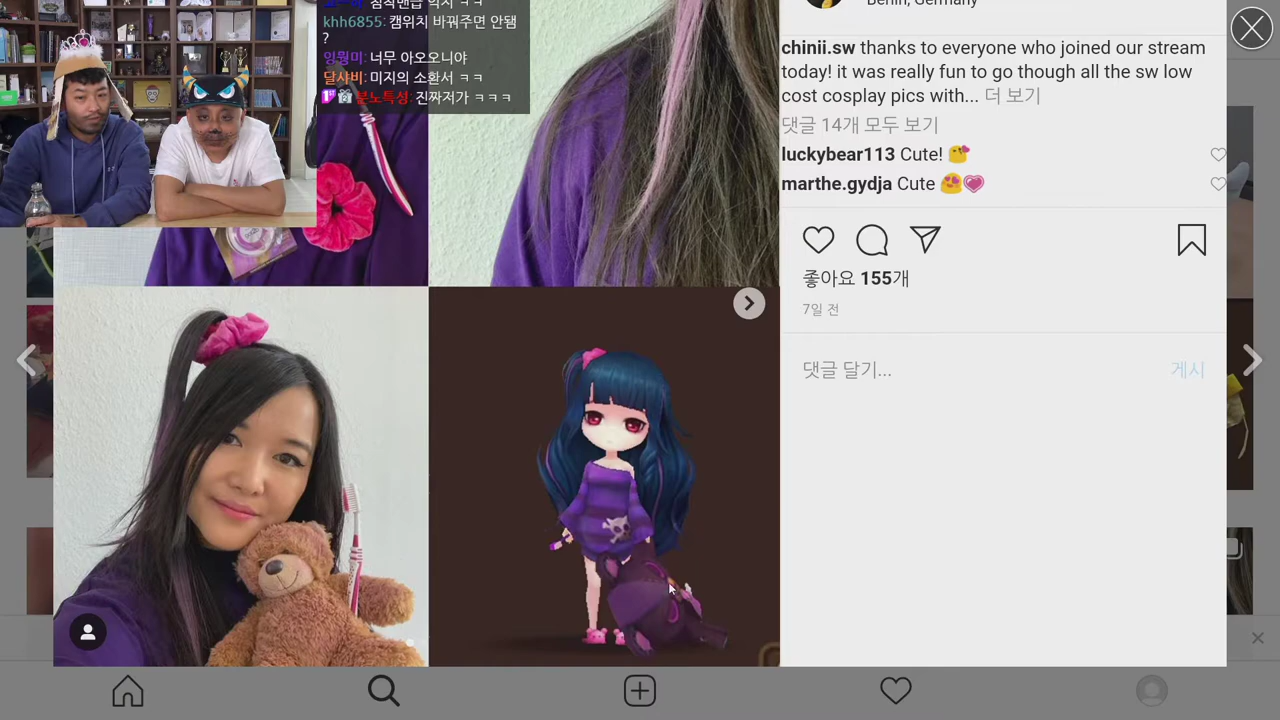 khh6855: 캠위치 바꿔주면 안돼
?
잉뭥미: 너무 아오오니야
달샤비: 미지의 소환서 ㅋㅋ
분노특성: 진짜저가 ㅋㅋㅋ
Berlin, Germany
chinii.sw thanks to everyone who joined our stream
today! it was really fun to go though all the sw low
cost cosplay pics with... 더 보기
댓글 14개 모두 보기
luckybear113 Cute!
marthe.gydja Cute
좋아요 155개
7일 전
댓글 달기...
게시